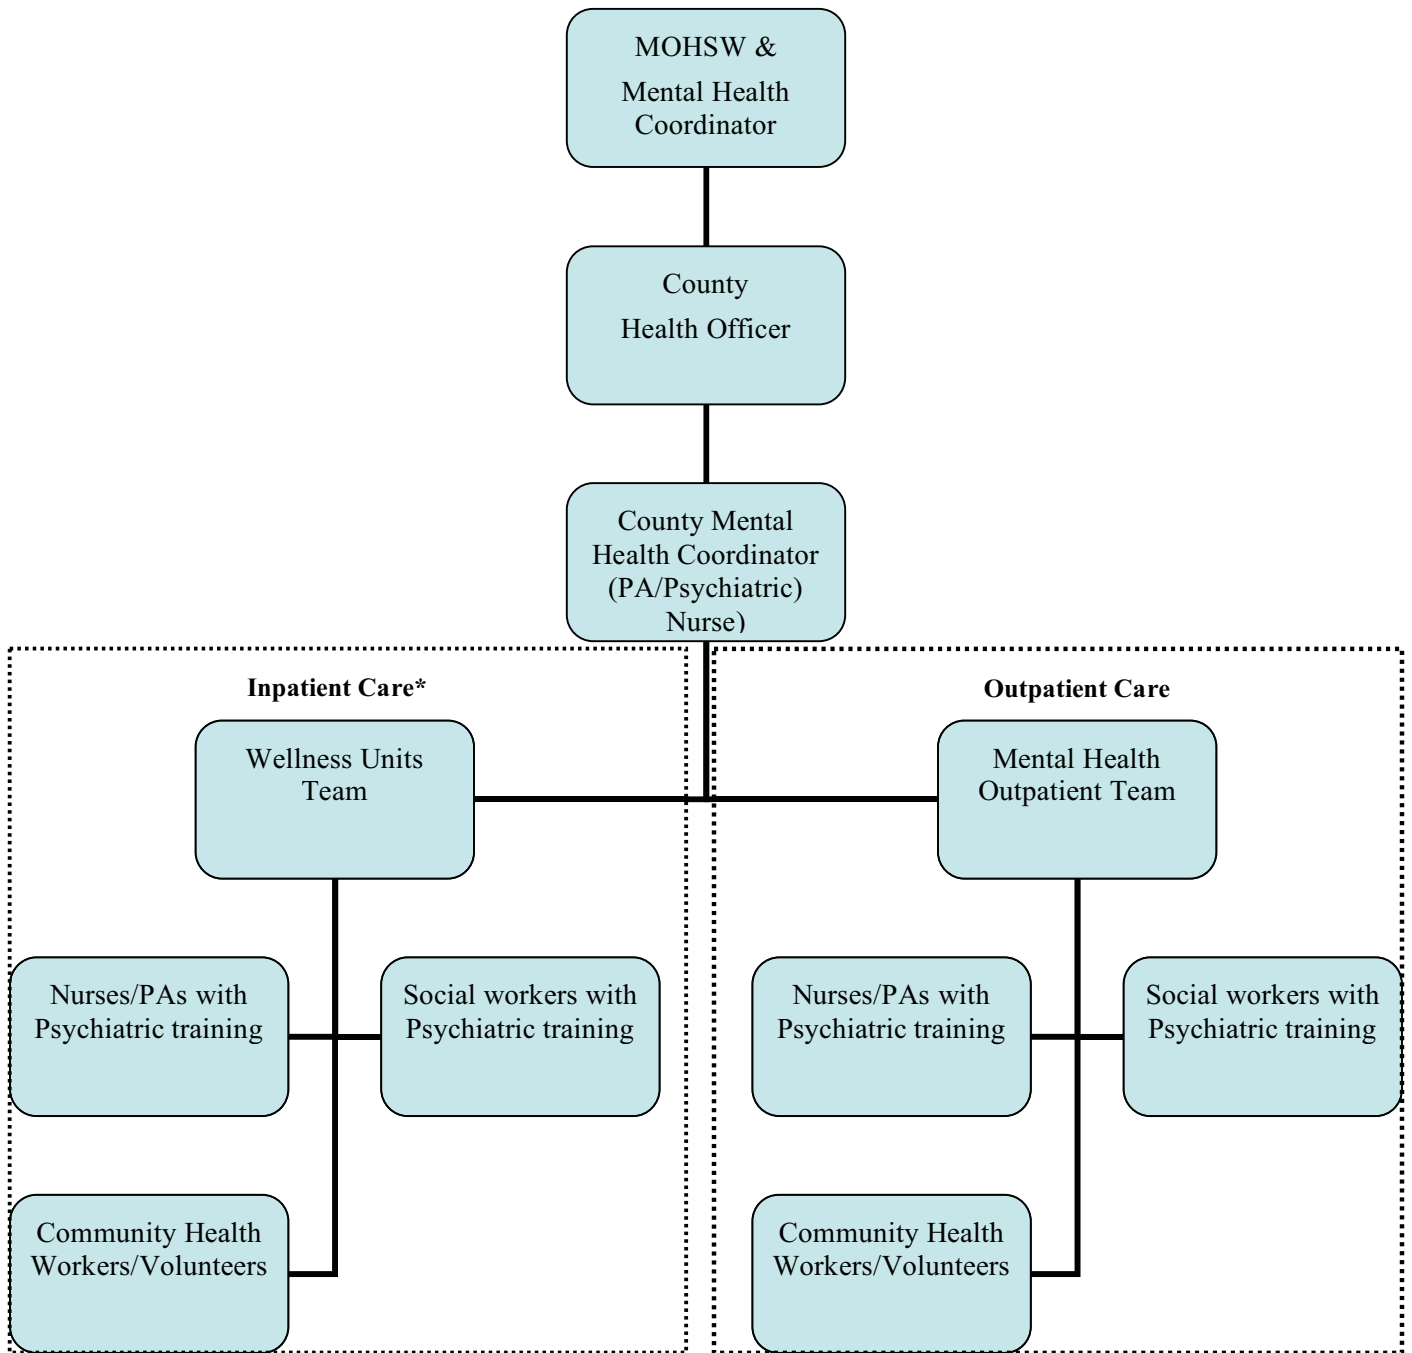 MOHSW &
Mental Health
Coordinator
County
Health Officer
County Mental
Health Coordinator
(PA/Psychiatric)
Nurse)
Inpatient Care*
Wellness Units
Team
Nurses/PAs with
Psychiatric training
Social workers with
Psychiatric training
Community Health
Workers/Volunteers
Outpatient Care
Mental Health
Outpatient Team
Nurses/PAs with
Psychiatric training
Social workers with
Psychiatric training
Community Health
Workers/Volunteers